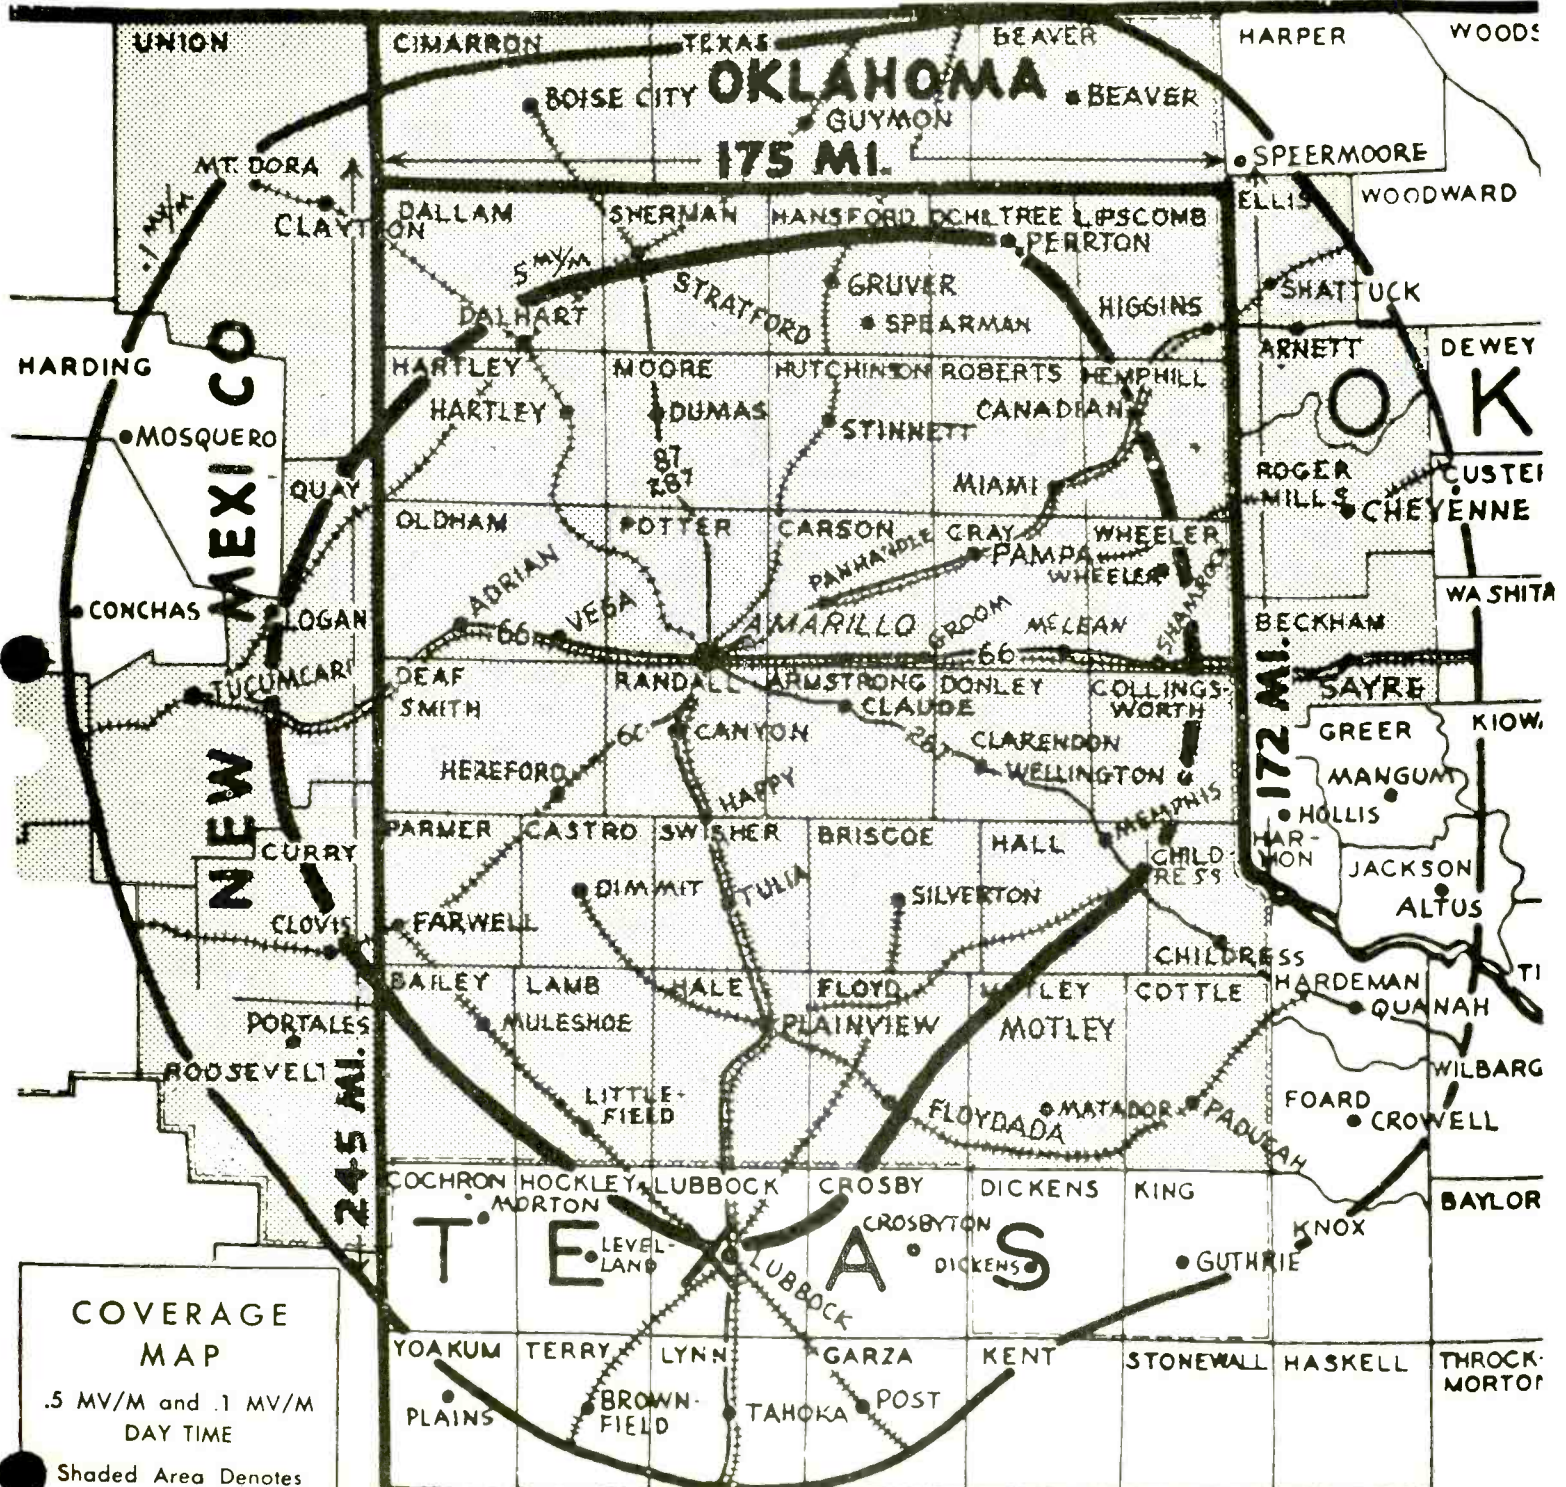 UNION
CIMARRON
TEXAS
BEAVER
HARPER
OKLAHOMA
BOISE CITY
BEAVER
GUYMON
175 MI.
SPEERMOORE
MT. DORA
.1 MV/M
CLAYTON
ELLIS
WOODWARD
DALLAM
SHERMAN
HANSFORD
OCHILTREE
LIPSCOMB
PERRTON
5 MV/M
STRATFORD
GRUVER
HIGGINS
SHATTUCK
DALHART
SPEARMAN
ARNETT
DEWEY
HARDING
HARTLEY
MOORE
HUTCHINSON
ROBERTS
HEMPHILL
OK
HARTLEY
DUMAS
CANADIAN
MOSQUERO
STINNETT
87
287
QUAY
MIAMI
ROGER
MILLS
CHEYENNE
OLDHAM
POTTER
CARSON
GRAY
WHEELER
PANHANDLE
PAMPA
WHEELER
SHAMROCK
ADRIAN
VEGA
CONCHAS
LOGAN
66
AMARILLO
GROOM
McLEAN
66
BECKHAM
NEW MEXICO
TUCUMCARI
DEAF
SMITH
RANDALL
ARMSTRONG
DONLEY
COLLINGS-
WORTH
SAYRE
CLAUDE
60
CANYON
287
CLARENDON
172 MI.
GREER
HEREFORD
WELLINGTON
MANGUM
HAPPY
MEMPHIS
HOLLIS
PARMER
CASTRO
SWISHER
BRISCOE
HALL
HAR-
MON
CURRY
CHILD-
RESS
JACKSON
DIMMIT
TULIA
SILVERTON
ALTUS
CLOVIS
FARWELL
CHILDRESS
BAILEY
LAMB
HALE
FLOYD
MOTLEY
COTTLE
HARDEMAN
QUANAH
PORTALES
MULESHOE
PLAINVIEW
MOTLEY
ROOSEVELT
LITTLE-
FIELD
FLOYDADA
MATADOR
PADUCAH
FOARD
CROWELL
245 MI.
COCHRON
HOCKLEY
LUBBOCK
CROSBY
DICKENS
KING
BAYLOR
MORTON
TEXAS
CROSBYTON
KNOX
LEVEL-
LAND
LUBBOCK
DICKENS
GUTHRIE
YOAKUM
TERRY
LYNN
GARZA
KENT
STONEWALL
HASKELL
THROCK-
PLAINS
BROWN-
FIELD
TAHOKA
POST
COVERAGE
MAP
.5 MV/M and .1 MV/M
DAY TIME
Shaded Area Denotes